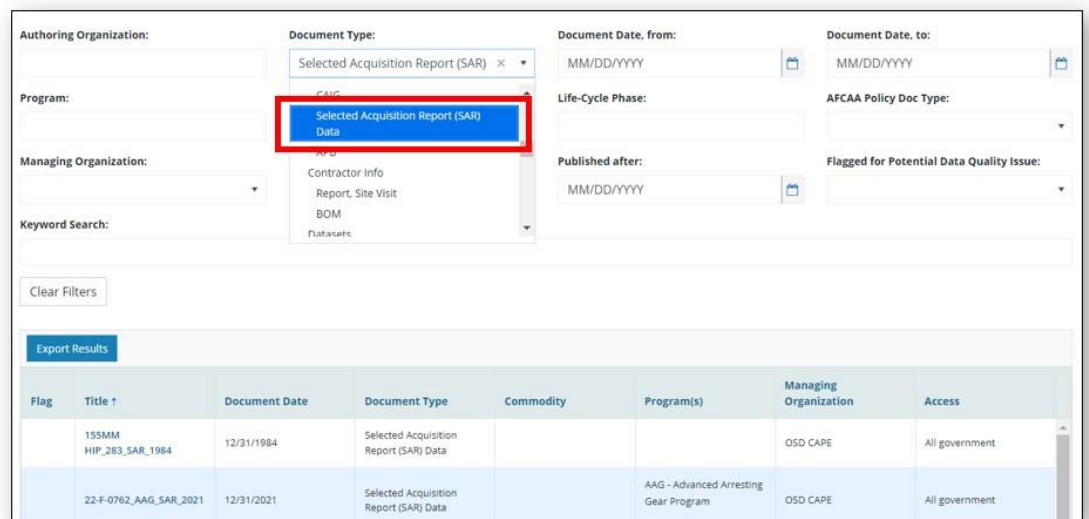 Authoring Organization: Document Type: Document Date, from: Document Date, to:
Selected Acquisition Report (SAR) × MM/DD/YYYY MM/DD/YYYY
CAIG
Program: Life-Cycle Phase: AFCAA Policy Doc Type:
Selected Acquisition Report (SAR)
Data
APB
Managing Organization: Published after: Flagged for Potential Data Quality Issue:
Contractor Info
Report, Site Visit MM/DD/YYYY
BOM
Keyword Search:
Datasets
Clear Filters
Export Results
Flag Title ↑ Document Date Document Type Commodity Program(s) Managing Organization Access
155MM
HIP_283_SAR_1984 12/31/1984 Selected Acquisition Report (SAR) Data OSD CAPE All government
22-F-0762_AAG_SAR_2021 12/31/2021 Selected Acquisition Report (SAR) Data AAG - Advanced Arresting Gear Program OSD CAPE All government